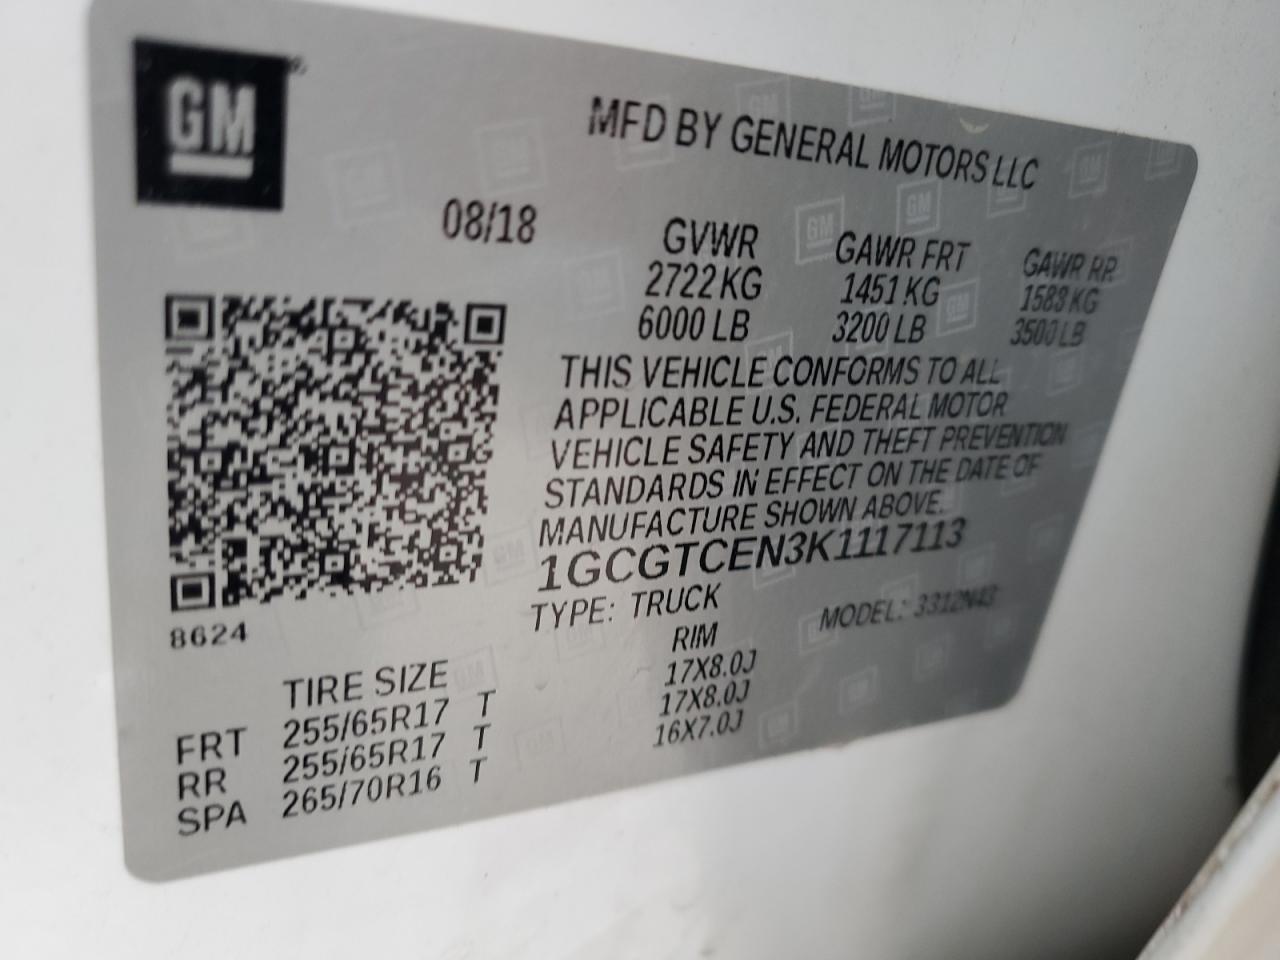 GM
MFD BY GENERAL MOTORS LLC
08/18
GVWR GAWR FRT GAWR RR
2722 KG 1451 KG 1588 KG
6000 LB 3200 LB 3500 LB
THIS VEHICLE CONFORMS TO ALL
APPLICABLE U.S. FEDERAL MOTOR
VEHICLE SAFETY AND THEFT PREVENTION
STANDARDS IN EFFECT ON THE DATE OF
MANUFACTURE SHOWN ABOVE.
1GCGTCEN3K1117113
TYPE: TRUCK MODEL: 3312N43
8624
TIRE SIZE RIM
FRT 255/65R17 T 17X8.0J
RR 255/65R17 T 17X8.0J
SPA 265/70R16 T 16X7.0J